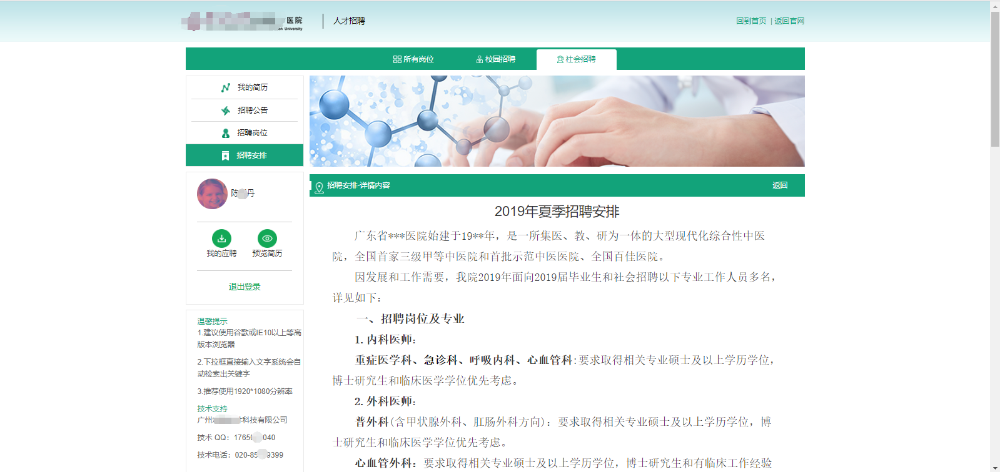 医院
University
人才招聘
回到首页 | 返回官网
所有岗位 校园招聘 社会招聘
我的简历
招聘公告
招聘岗位
招聘安排
陈 丹
我的应聘 预览简历
退出登录
温馨提示
1.建议使用谷歌或IE10以上等高
版本浏览器
2.下拉框直接输入文字系统会自
动检索出关键字
3.推荐使用1920*1080分辨率
技术支持
广州 科技有限公司
技术 QQ：1765 040
技术电话：020-85 9399
招聘安排-详情内容 返回
2019年夏季招聘安排
广东省***医院始建于19**年，是一所集医、教、研为一体的大型现代化综合性中医
院，全国首家三级甲等中医院和首批示范中医医院、全国百佳医院。
因发展和工作需要，我院2019年面向2019届毕业生和社会招聘以下专业工作人员多名，
详见如下：
一、招聘岗位及专业
1.内科医师：
重症医学科、急诊科、呼吸内科、心血管科:要求取得相关专业硕士及以上学历学位，
博士研究生和临床医学学位优先考虑。
2.外科医师：
普外科(含甲状腺外科、肛肠外科方向)：要求取得相关专业硕士及以上学历学位，博
士研究生和临床医学学位优先考虑。
心血管外科：要求取得相关专业硕士及以上学历学位，博士研究生和有临床工作经验